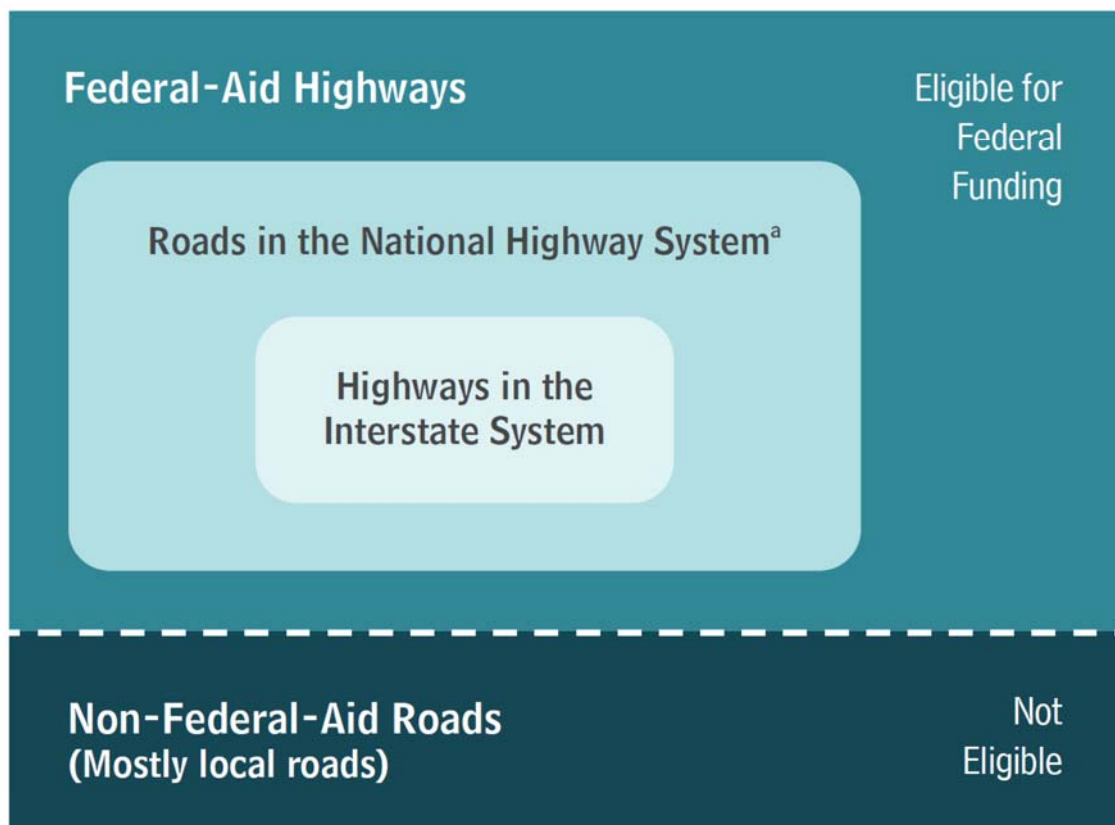 Federal-Aid Highways
Eligible for
Federal
Funding
Roads in the National Highway Systemᵃ
Highways in the
Interstate System
Non-Federal-Aid Roads
(Mostly local roads)
Not
Eligible